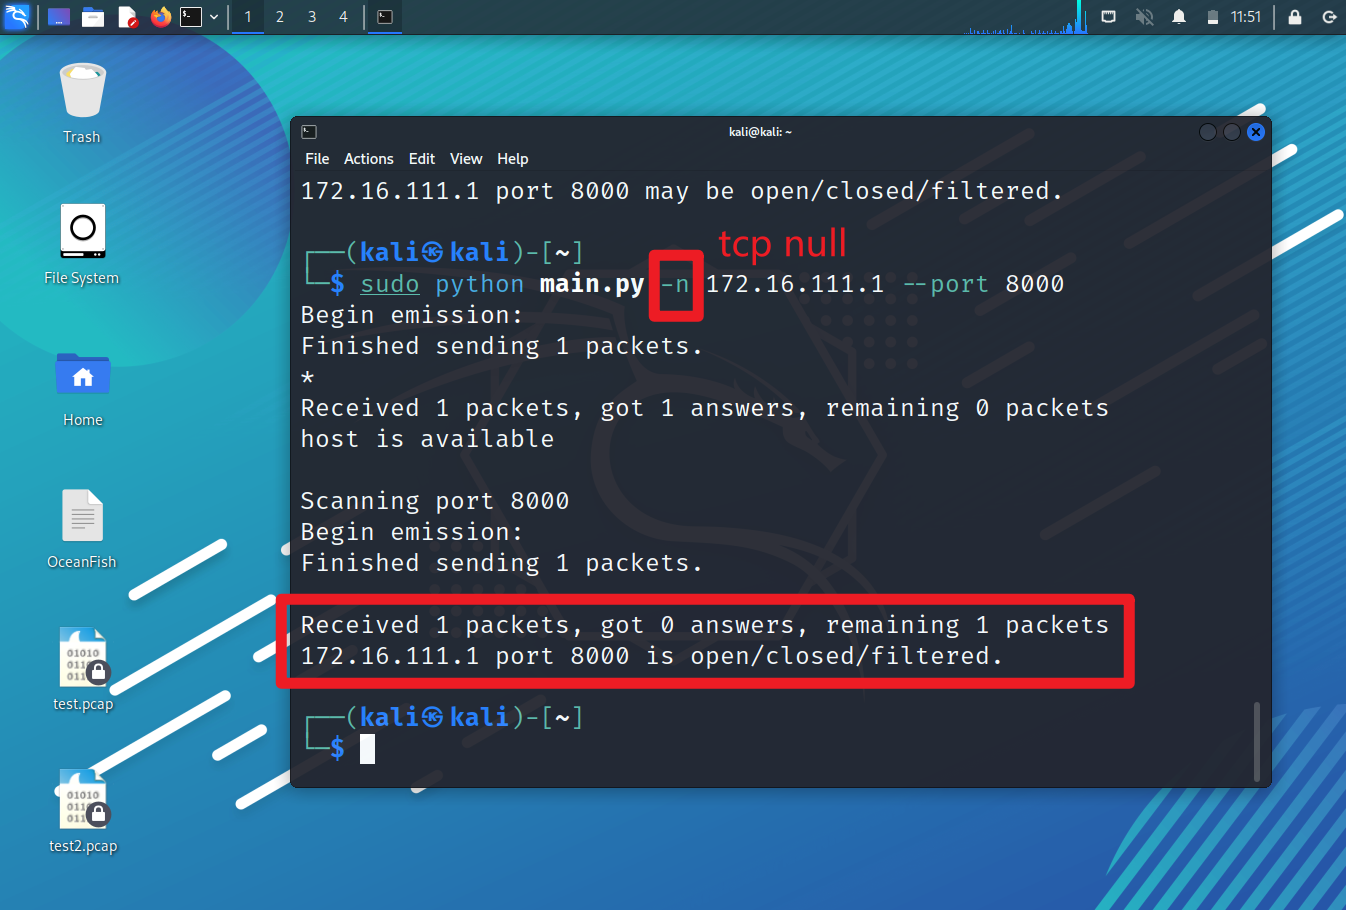 1 2 3 4
11:51
Trash
File System
Home
OceanFish
01010
test.pcap
01010
test2.pcap
kali@kali: ~
File Actions Edit View Help
172.16.111.1 port 8000 may be open/closed/filtered.
┌──(kali㉿kali)-[~]
tcp null
└─$ sudo python main.py -n 172.16.111.1 --port 8000
Begin emission:
Finished sending 1 packets.
*
Received 1 packets, got 1 answers, remaining 0 packets
host is available
Scanning port 8000
Begin emission:
Finished sending 1 packets.
Received 1 packets, got 0 answers, remaining 1 packets
172.16.111.1 port 8000 is open/closed/filtered.
┌──(kali㉿kali)-[~]
└─$